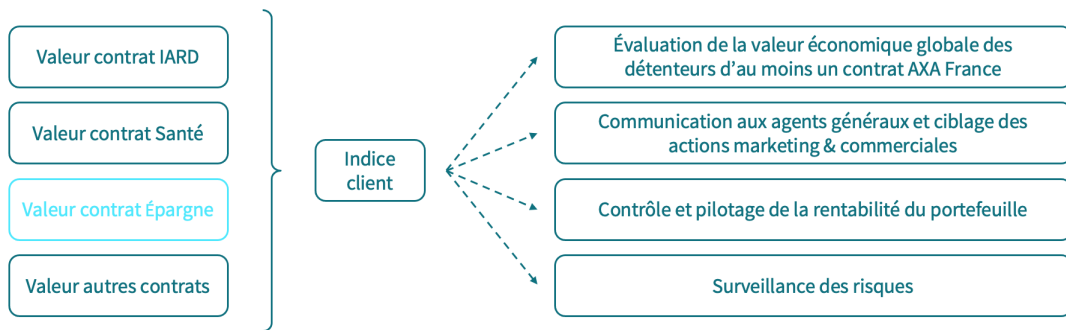 Valeur contrat IARD
Valeur contrat Santé
Valeur contrat Épargne
Valeur autres contrats
Indice
client
Évaluation de la valeur économique globale des
détenteurs d'au moins un contrat AXA France
Communication aux agents généraux et ciblage des
actions marketing & commerciales
Contrôle et pilotage de la rentabilité du portefeuille
Surveillance des risques